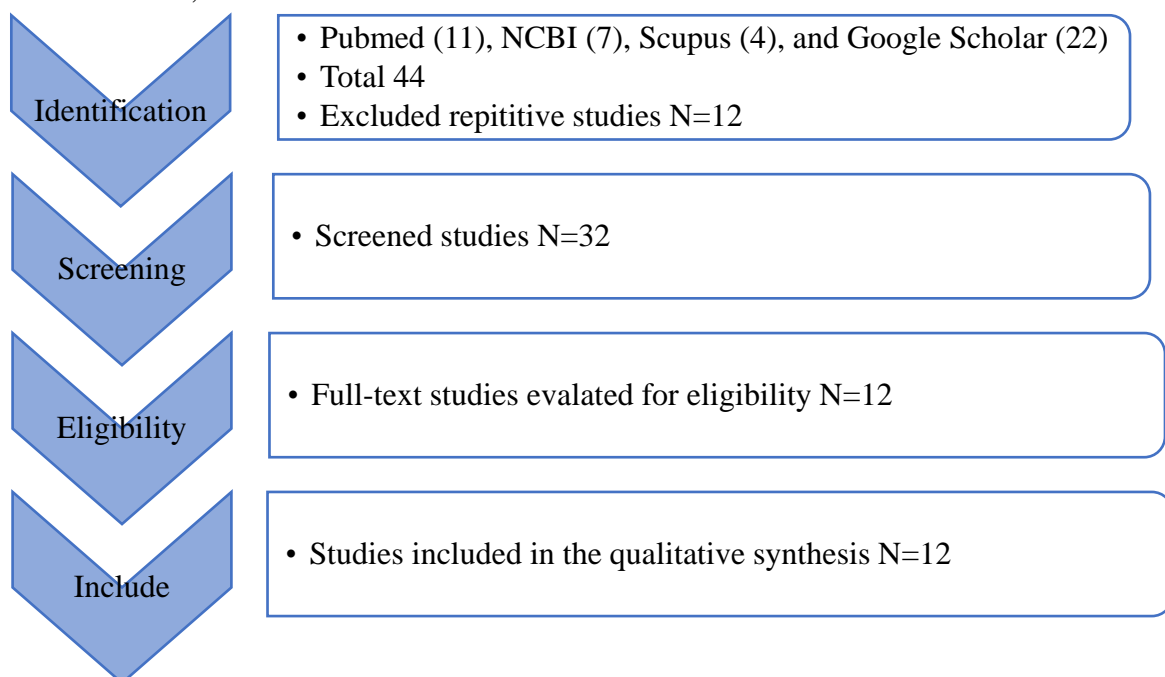 • Pubmed (11), NCBI (7), Scupus (4), and Google Scholar (22)
• Total 44
• Excluded repititive studies N=12
Identification
• Screened studies N=32
Screening
• Full-text studies evalated for eligibility N=12
Eligibility
• Studies included in the qualitative synthesis N=12
Include